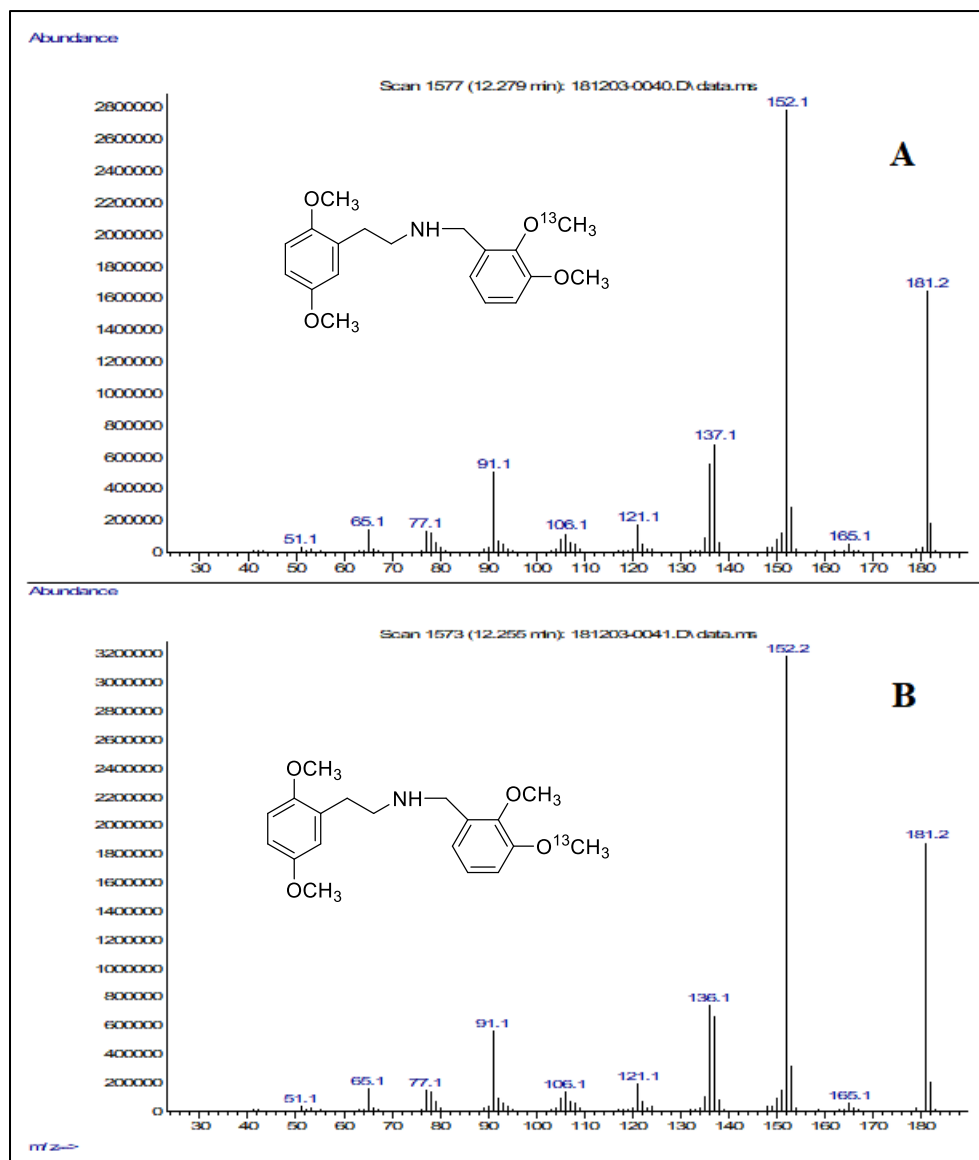 Abundance
Scan 1577 (12.279 min): 181203-0040.D\data.ms
2800000
2600000
2400000
2200000
2000000
1800000
1600000
1400000
1200000
1000000
800000
600000
400000
200000
0
152.1
A
181.2
137.1
91.1
65.1
77.1
51.1
106.1
121.1
165.1
OCH3
NH
O13CH3
OCH3
OCH3
30 40 50 60 70 80 90 100 110 120 130 140 150 160 170 180
Abundance
Scan 1573 (12.255 min): 181203-0041.D\data.ms
3200000
3000000
2800000
2600000
2400000
2200000
2000000
1800000
1600000
1400000
1200000
1000000
800000
600000
400000
200000
0
152.2
B
181.2
136.1
91.1
65.1
77.1
51.1
106.1
121.1
165.1
OCH3
NH
OCH3
O13CH3
OCH3
30 40 50 60 70 80 90 100 110 120 130 140 150 160 170 180
m/z-->